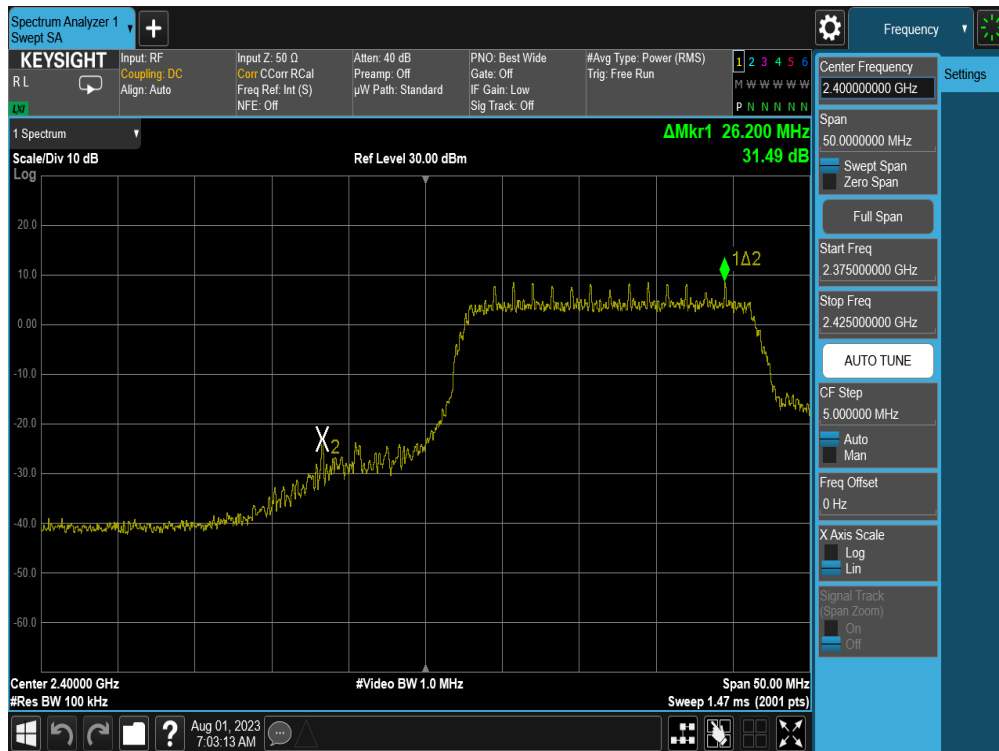 Spectrum Analyzer 1
Swept SA
Frequency
KEYSIGHT
R L
LXI
Input: RF
Coupling: DC
Align: Auto
Input Z: 50 Ω
Corr CCorr RCal
Freq Ref: Int (S)
NFE: Off
Atten: 40 dB
Preamp: Off
µW Path: Standard
PNO: Best Wide
Gate: Off
IF Gain: Low
Sig Track: Off
#Avg Type: Power (RMS)
Trig: Free Run
1 2 3 4 5 6
M W W W W W
P N N N N N
1 Spectrum
Scale/Div 10 dB
Log
Ref Level 30.00 dBm
ΔMkr1 26.200 MHz
31.49 dB
20.0
10.0
0.00
-10.0
-20.0
-30.0
-40.0
-50.0
-60.0
1Δ2
X2
Center 2.40000 GHz
#Res BW 100 kHz
#Video BW 1.0 MHz
Span 50.00 MHz
Sweep 1.47 ms (2001 pts)
Center Frequency
2.400000000 GHz
Settings
Span
50.0000000 MHz
Swept Span
Zero Span
Full Span
Start Freq
2.375000000 GHz
Stop Freq
2.425000000 GHz
AUTO TUNE
CF Step
5.000000 MHz
Auto
Man
Freq Offset
0 Hz
X Axis Scale
Log
Lin
Signal Track
(Span Zoom)
On
Off
?
Aug 01, 2023
7:03:13 AM